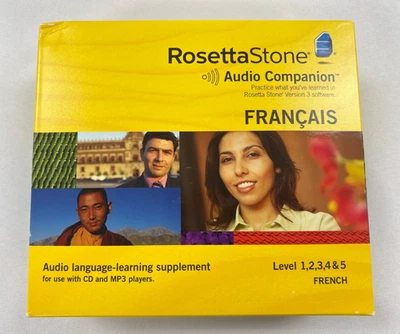 RosettaStone®
Audio Companion™
Practice what you've learned in
Rosetta Stone® Version 3 software.
FRANÇAIS
Audio language-learning supplement
for use with CD and MP3 players.
Level 1,2,3,4&5
FRENCH